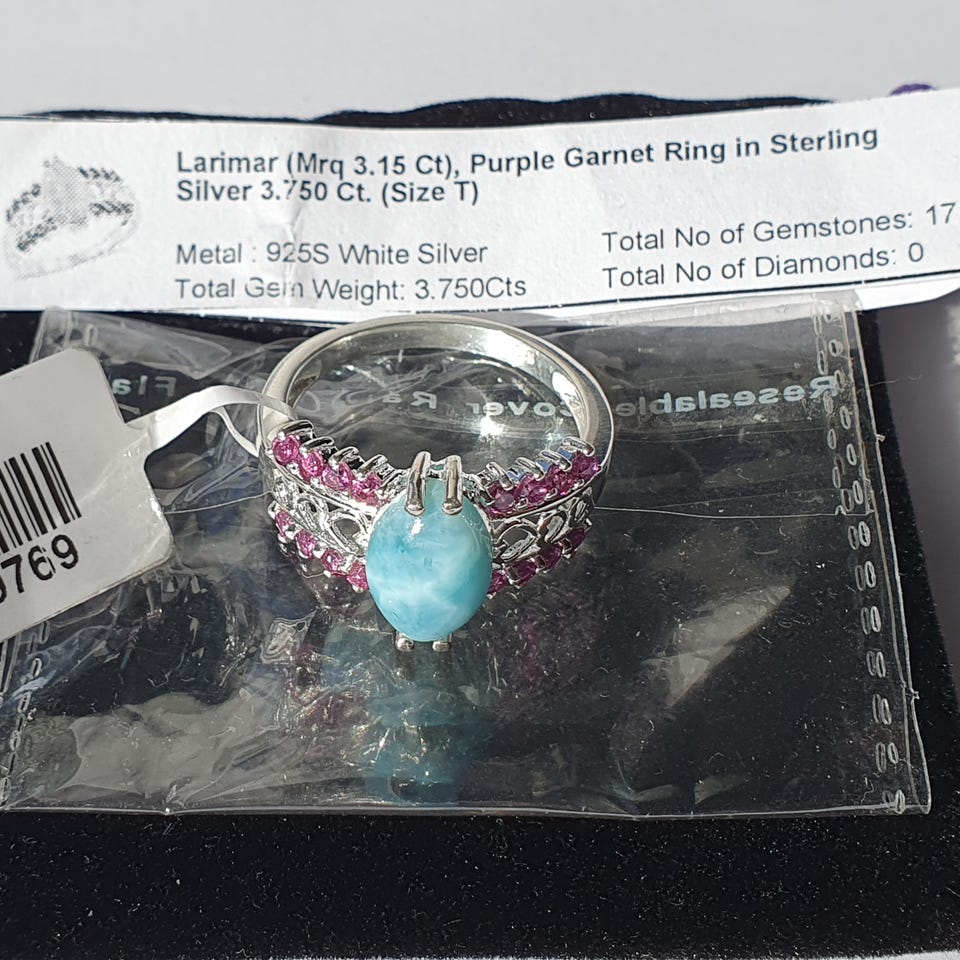 Larimar (Mrq 3.15 Ct), Purple Garnet Ring in Sterling
Silver 3.750 Ct. (Size T)
Metal : 925S White Silver
Total Gem Weight: 3.750Cts
Total No of Gemstones: 17
Total No of Diamonds: 0
Resealable
769